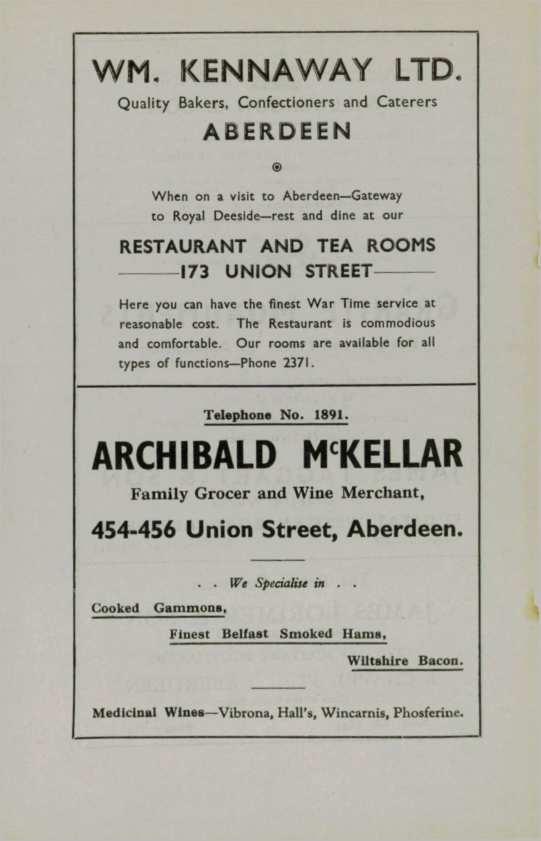 WM. KENNAWAY LTD.
Quality Bakers, Confectioners and Caterers
ABERDEEN
When on a visit to Aberdeen—Gateway
to Royal Deeside—rest and dine at our
RESTAURANT AND TEA ROOMS
173 UNION STREET
Here you can have the finest War Time service at
reasonable cost. The Restaurant is commodious
and comfortable. Our rooms are available for all
types of functions—Phone 2371.
Telephone No. 1891.
ARCHIBALD McKELLAR
Family Grocer and Wine Merchant,
454-456 Union Street, Aberdeen.
. . We Specialise in . .
Cooked Gammons,
Finest Belfast Smoked Hams,
Wiltshire Bacon.
Medicinal Wines—Vibrona, Hall's, Wincarnis, Phosferine.